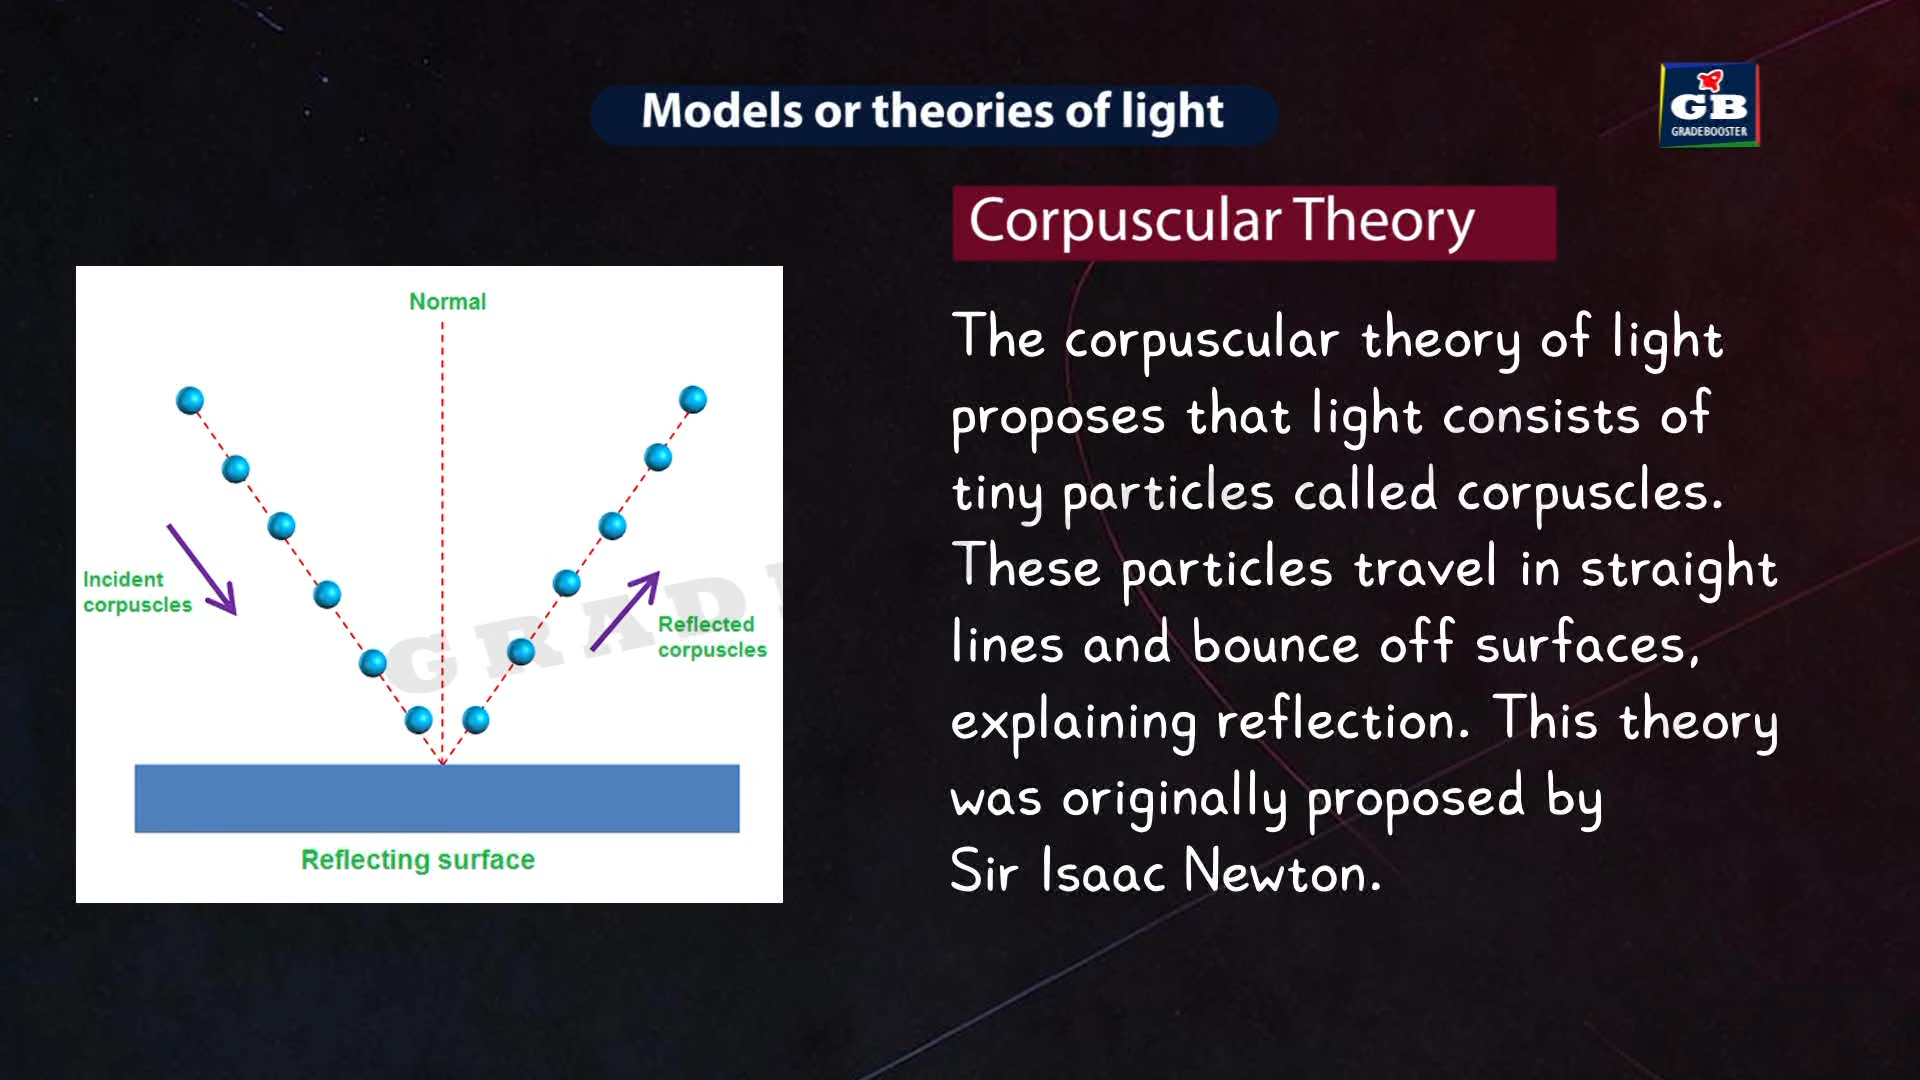 Models or theories of light
GB
GRADEBOOSTER
Corpuscular Theory
The corpuscular theory of light
proposes that light consists of
tiny particles called corpuscles.
These particles travel in straight
lines and bounce off surfaces,
explaining reflection. This theory
was originally proposed by
Sir Isaac Newton.
Normal
Incident
corpuscles
Reflected
corpuscles
GRADE
Reflecting surface